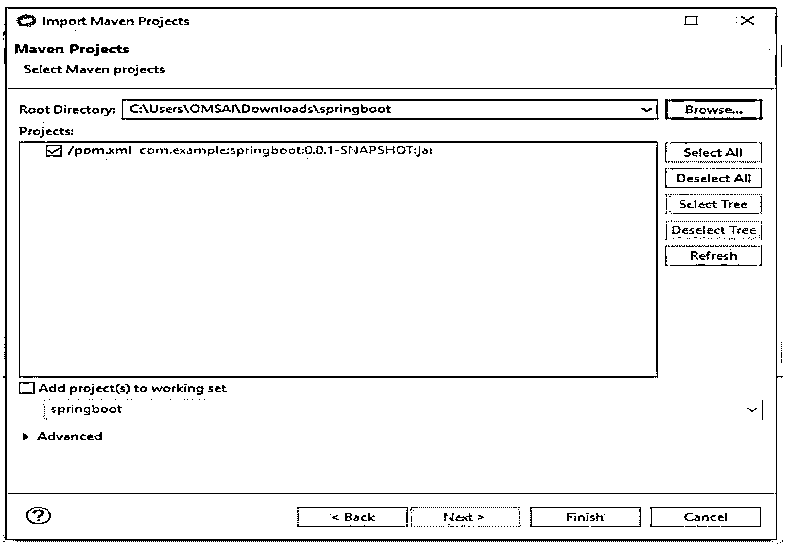 Import Maven Projects
Maven Projects
Select Maven projects
Root Directory: C:\Users\OMSAI\Downloads\springboot Browse...
Projects:
/pom.xml com.example:springboot:0.0.1-SNAPSHOT:jar
Select All
Deselect All
Select Tree
Deselect Tree
Refresh
Add project(s) to working set
springboot
Advanced
< Back Next > Finish Cancel